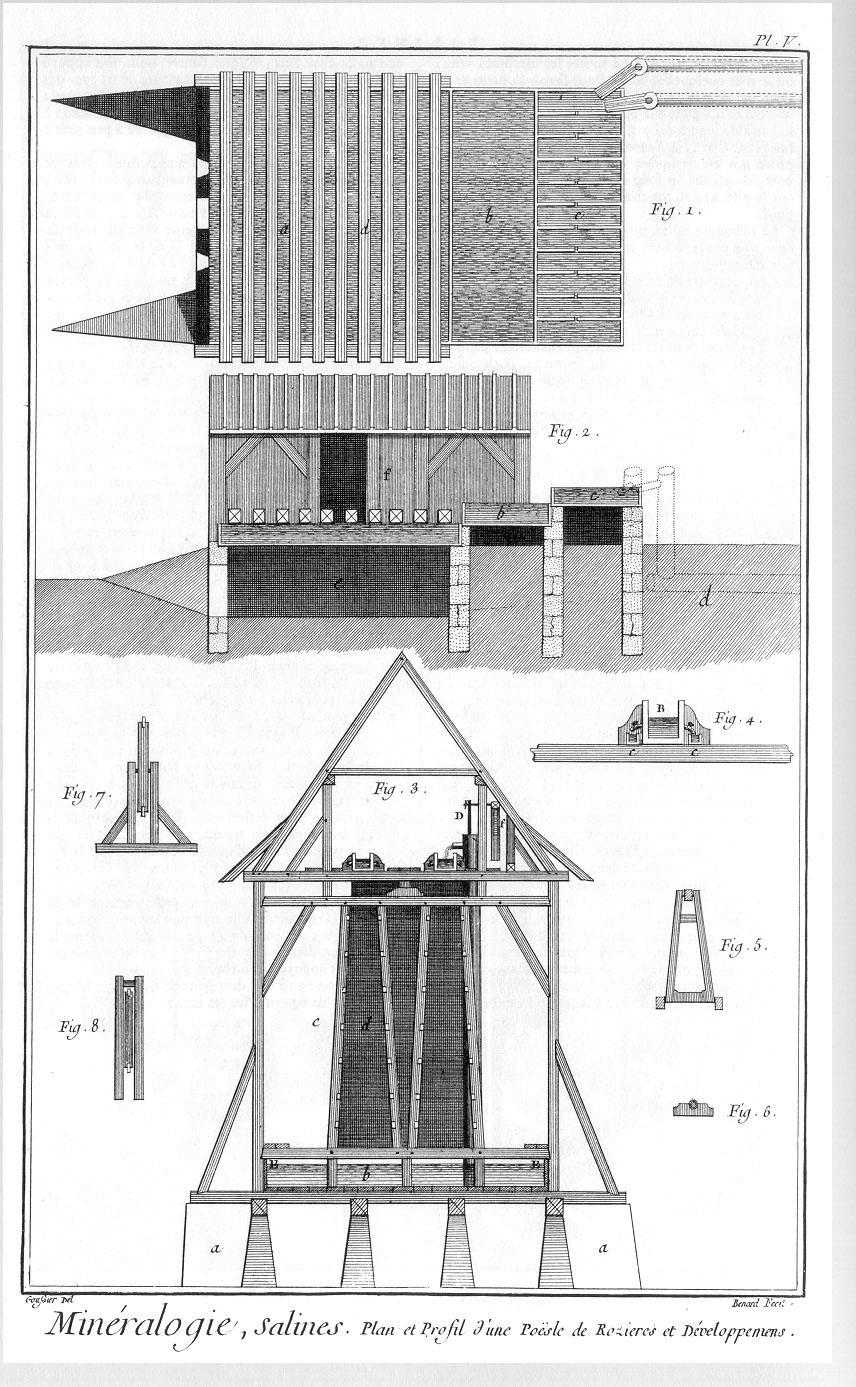 Pl. V.
Fig. 1.
a
d
b
c
Fig. 2.
f
b
c
e
d
Fig. 4.
B
c
c
Fig. 7.
Fig. 3.
D
f
Fig. 5.
c
d
Fig. 8.
Fig. 6.
E
b
E
a
a
Goussier Del
Benard Fecit.
Minéralogie, salines. Plan et Profil d'une Poësle de Rozieres et Développemens.